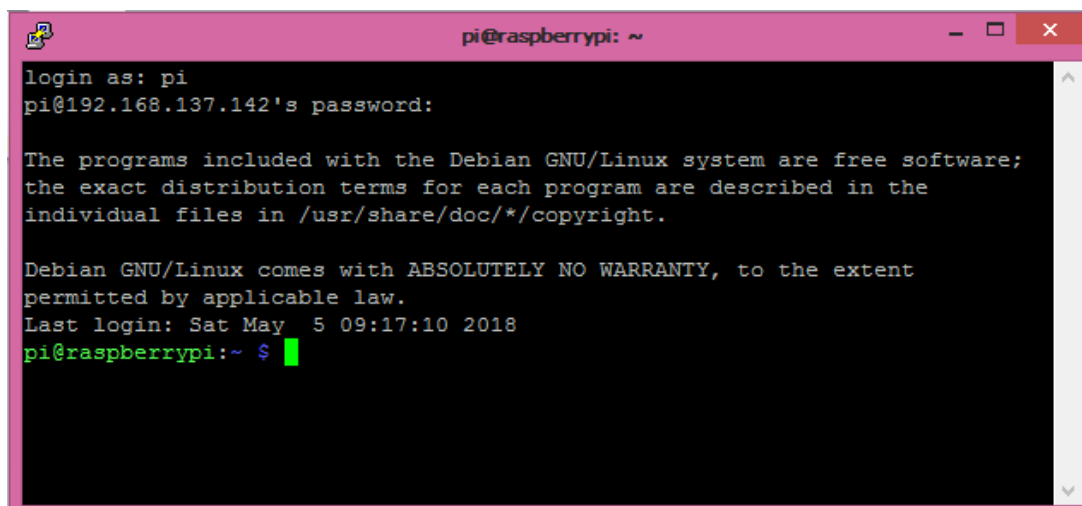 pi@raspberrypi: ~
login as: pi
pi@192.168.137.142's password:
The programs included with the Debian GNU/Linux system are free software;
the exact distribution terms for each program are described in the
individual files in /usr/share/doc/*/copyright.
Debian GNU/Linux comes with ABSOLUTELY NO WARRANTY, to the extent
permitted by applicable law.
Last login: Sat May  5 09:17:10 2018
pi@raspberrypi:~ $